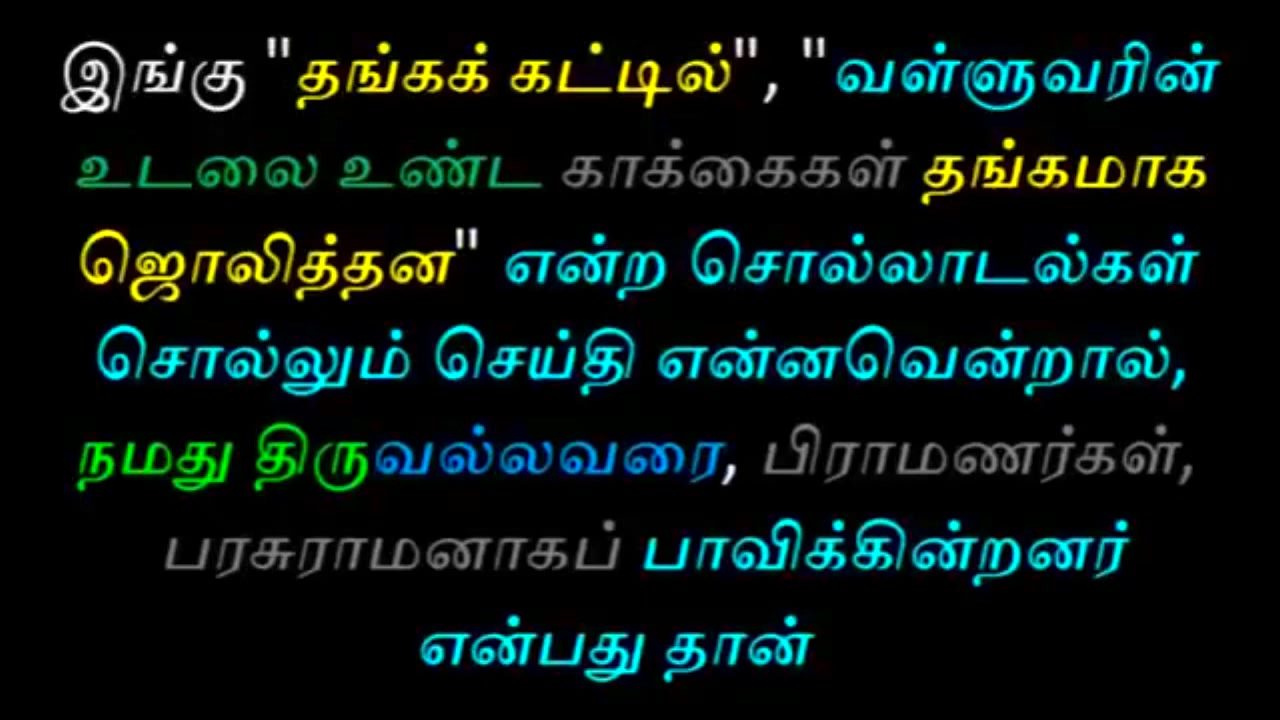 இங்கு "தங்கக் கட்டில்", "வள்ளுவரின்
உடலை உண்ட காக்கைகள் தங்கமாக
ஜொலித்தன" என்ற சொல்லாடல்கள்
சொல்லும் செய்தி என்னவென்றால்,
நமது திருவல்லவரை, பிராமணர்கள்,
பரசுராமனாகப் பாவிக்கின்றனர்
என்பது தான்